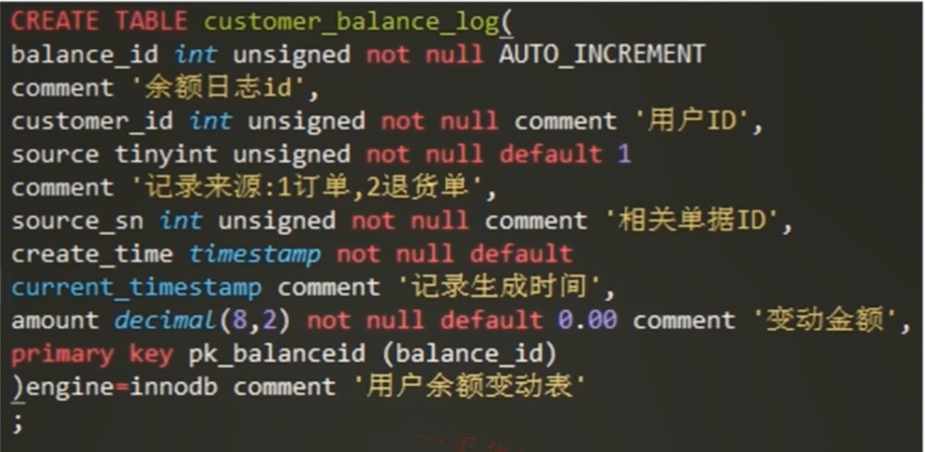 CREATE TABLE customer_balance_log(
balance_id int unsigned not null AUTO_INCREMENT
comment '余额日志id',
customer_id int unsigned not null comment '用户ID',
source tinyint unsigned not null default 1
comment '记录来源:1订单,2退货单',
source_sn int unsigned not null comment '相关单据ID',
create_time timestamp not null default
current_timestamp comment '记录生成时间',
amount decimal(8,2) not null default 0.00 comment '变动金额',
primary key pk_balanceid (balance_id)
)engine=innodb comment '用户余额变动表'
;